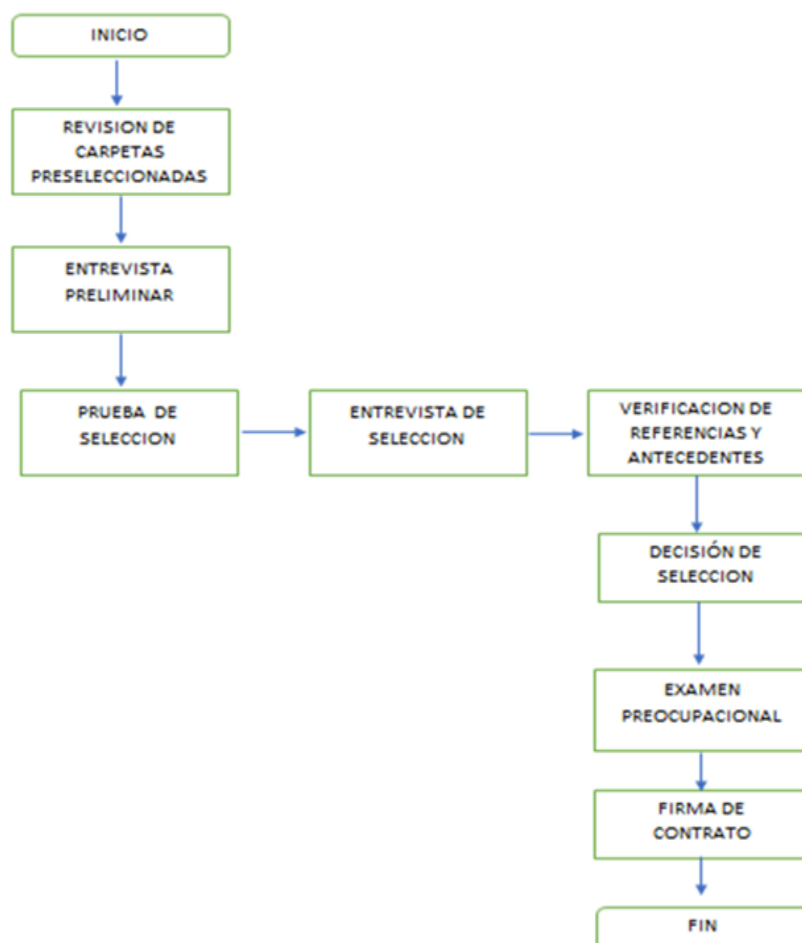 INICIO
REVISION DE
CARPETAS
PRESELECCIONADAS
ENTREVISTA
PRELIMINAR
PRUEBA DE
SELECCION
ENTREVISTA DE
SELECCION
VERIFICACION DE
REFERENCIAS Y
ANTECEDENTES
DECISIÓN DE
SELECCION
EXAMEN
PREOCUPACIONAL
FIRMA DE
CONTRATO
FIN